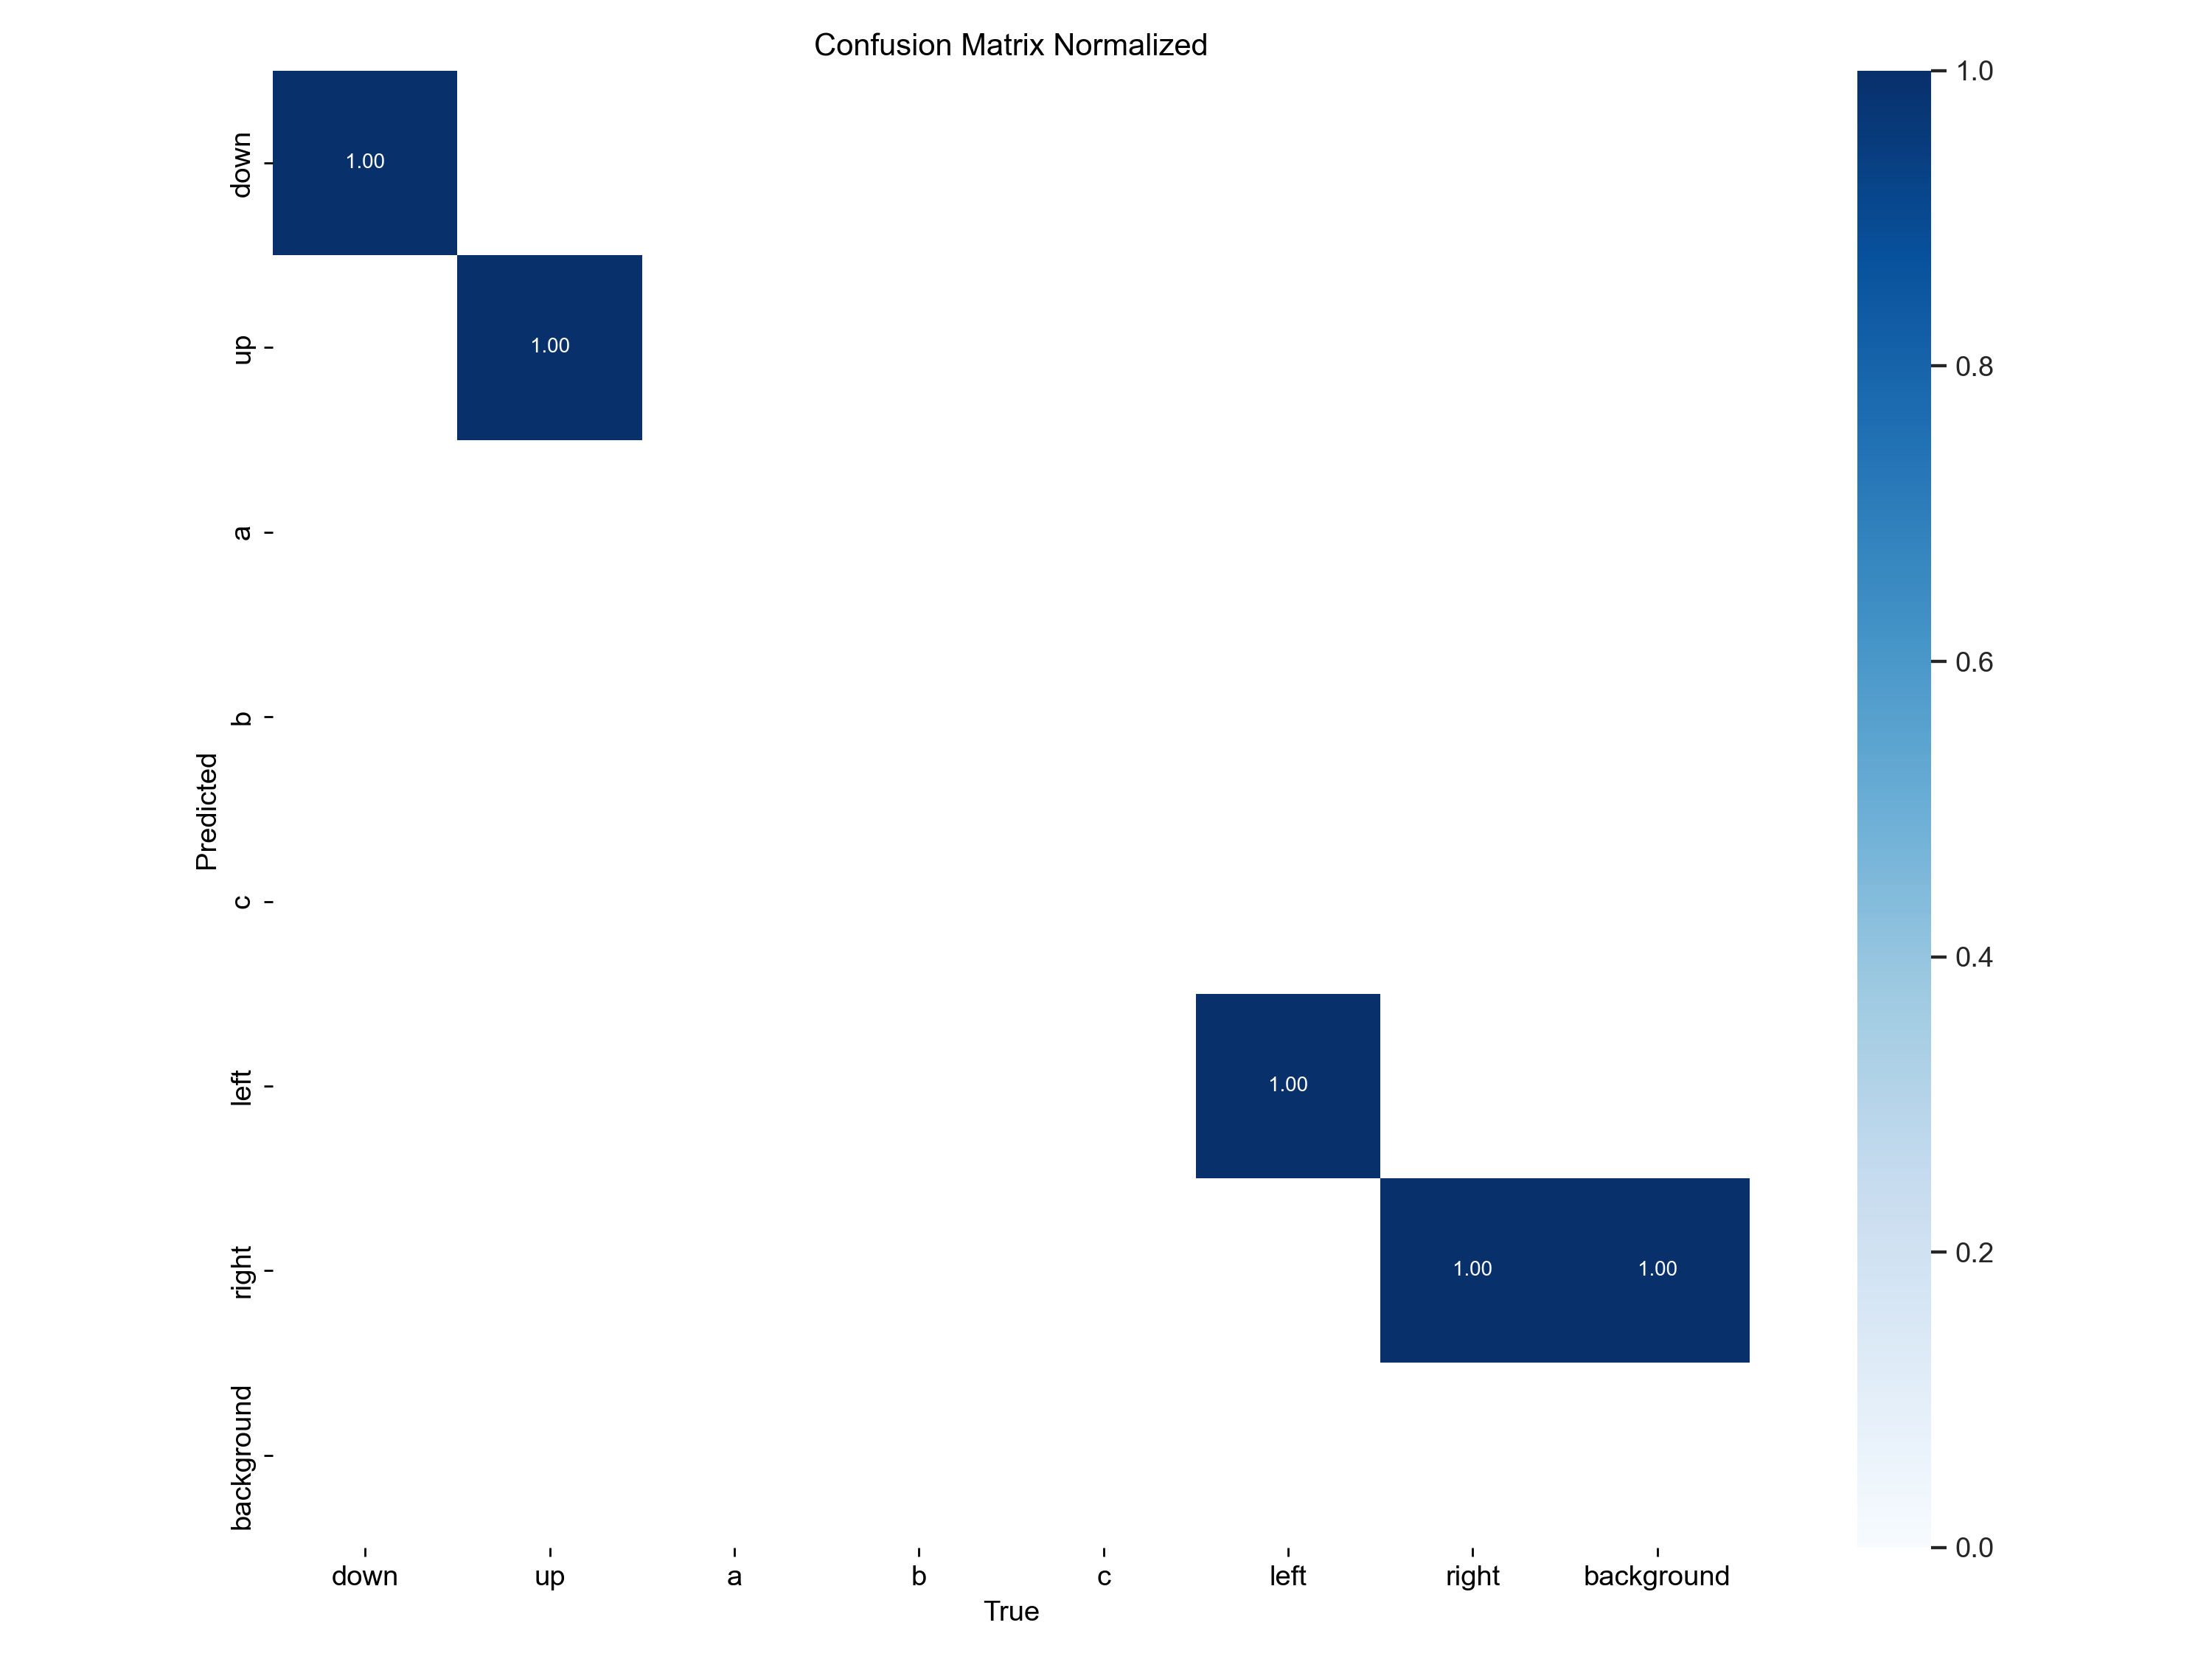 Confusion Matrix Normalized
down
up
a
b
c
left
right
background
Predicted
1.00
1.00
1.00
1.00 1.00
down up a b c left right background
True
1.0
0.8
0.6
0.4
0.2
0.0